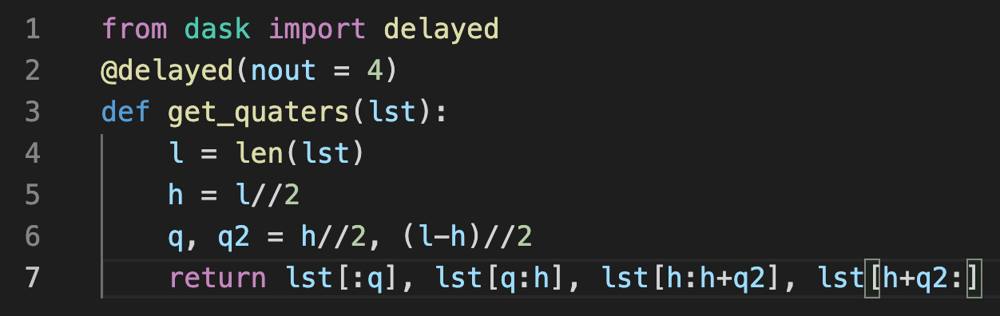 1 from dask import delayed
2 @delayed(nout = 4)
3 def get_quaters(lst):
4 l = len(lst)
5 h = l//2
6 q, q2 = h//2, (l-h)//2
7 return lst[:q], lst[q:h], lst[h:h+q2], lst[h+q2:]